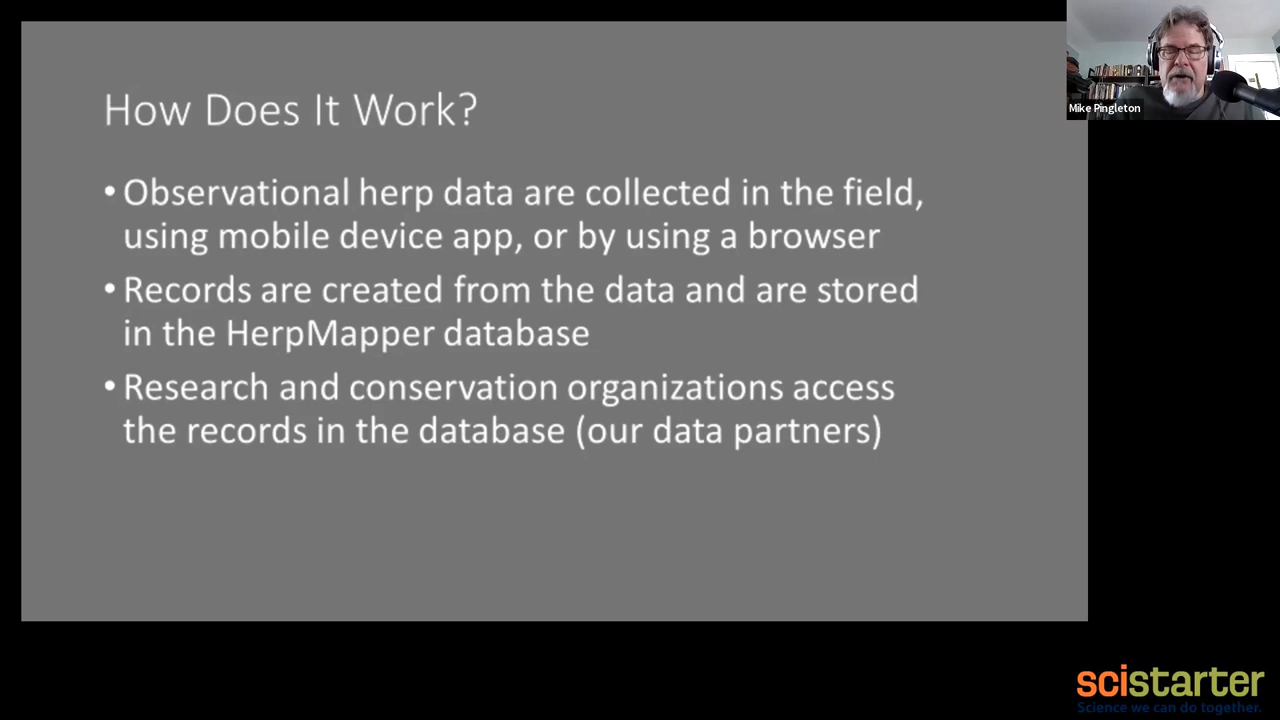 How Does It Work?
• Observational herp data are collected in the field,
using mobile device app, or by using a browser
• Records are created from the data and are stored
in the HerpMapper database
• Research and conservation organizations access
the records in the database (our data partners)
Mike Pingleton
scistarter
Science we can do together.